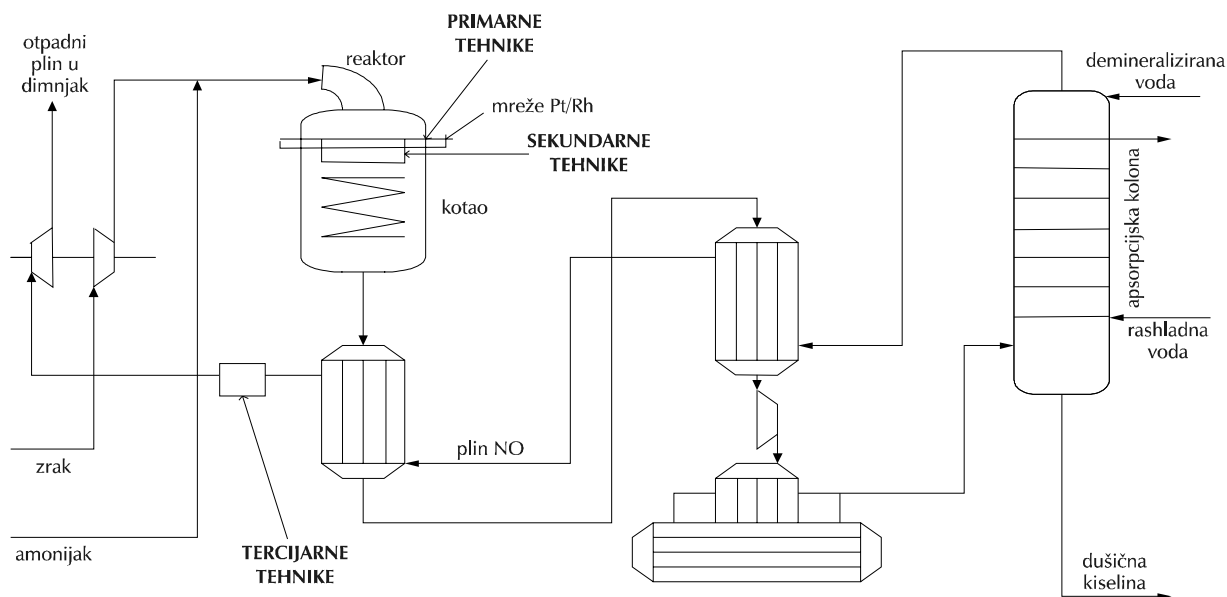 PRIMARNE
TEHNIKE
otpadni
plin u
dimnjak
reaktor
demineralizirana
voda
mreže Pt/Rh
SEKUNDARNE
TEHNIKE
kotao
apsorpcijska kolona
rashladna
voda
plin NO
zrak
amonijak
TERCIJARNE
TEHNIKE
dušična
kiselina